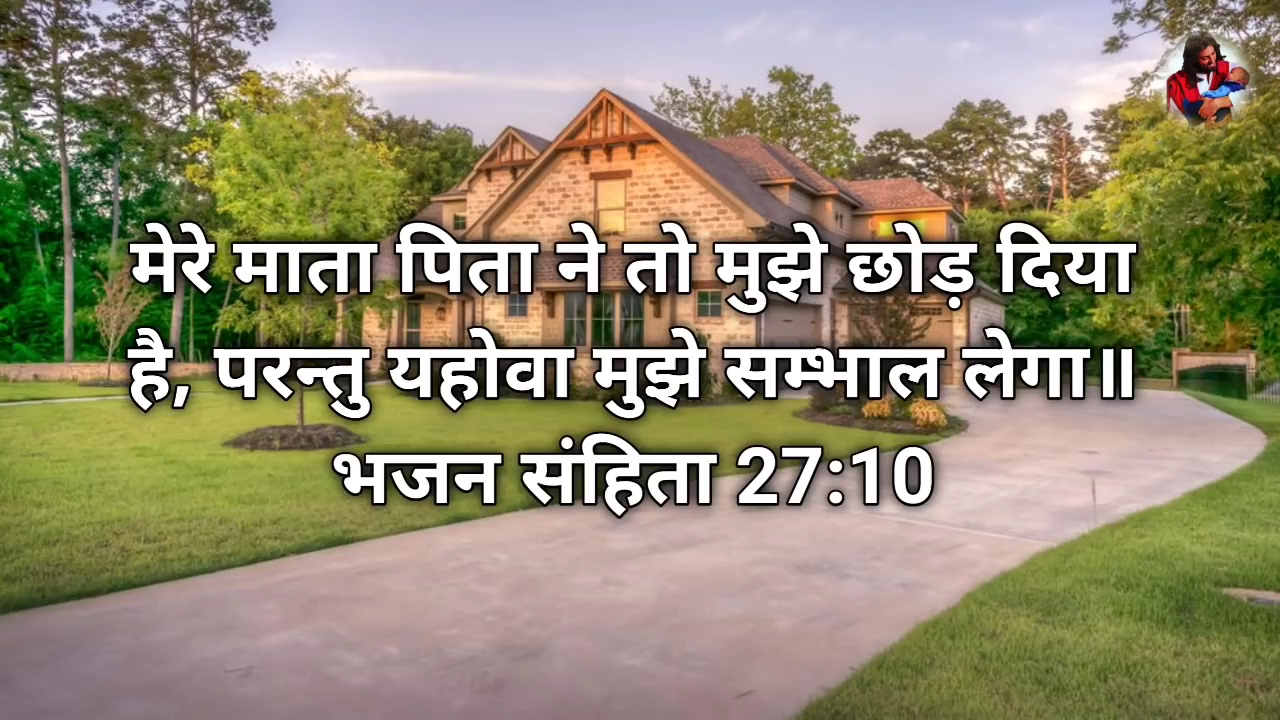 मेरे माता पिता ने तो मुझे छोड़ दिया
है, परन्तु यहोवा मुझे सम्भाल लेगा॥
भजन संहिता 27:10